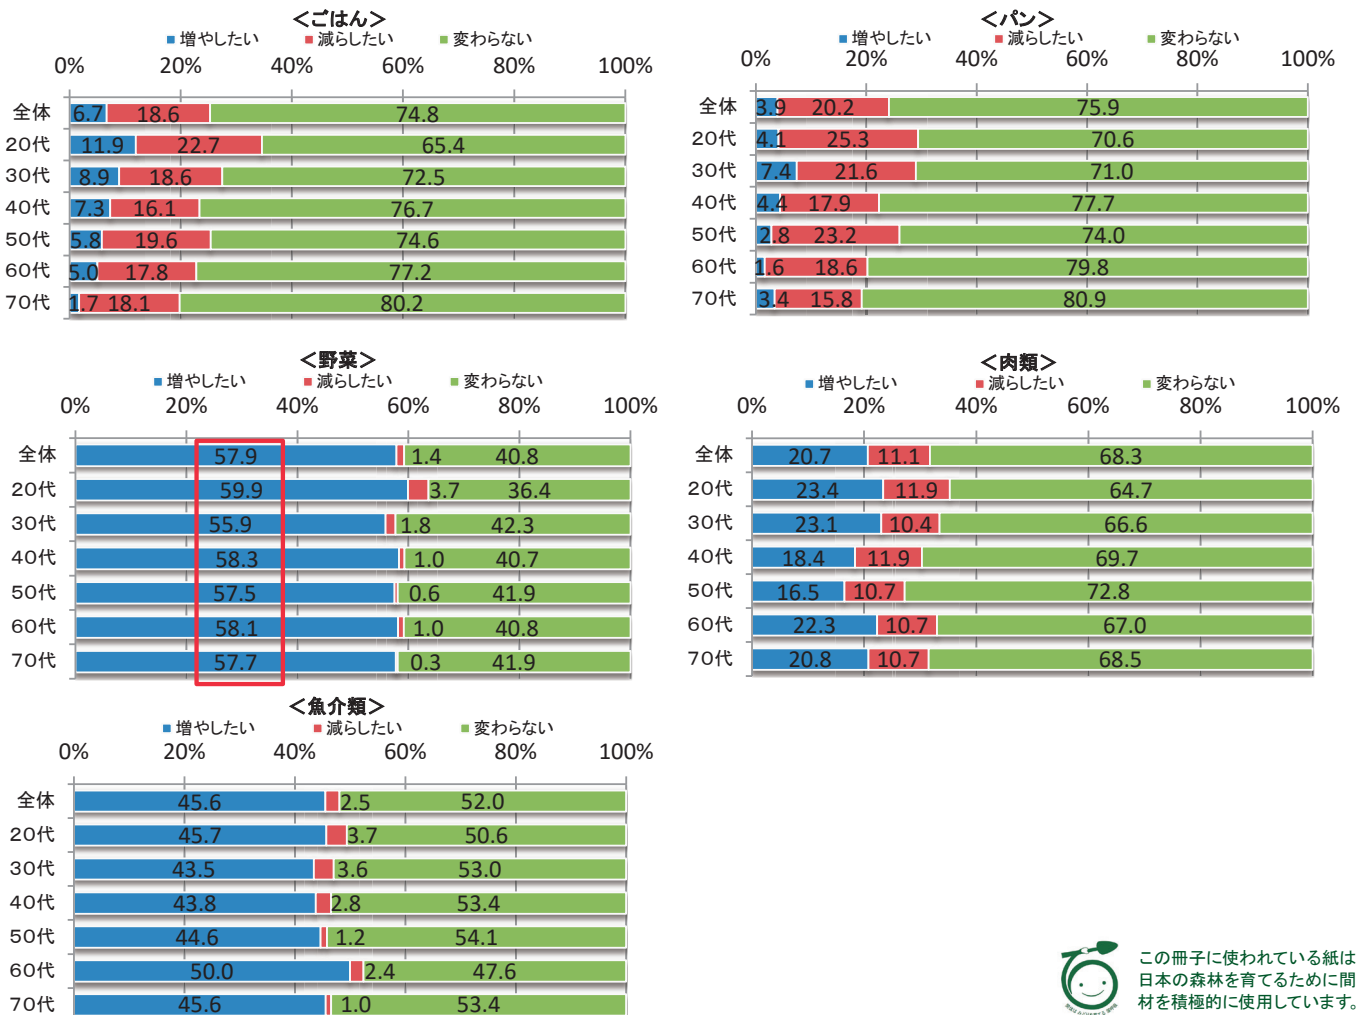 ＜ごはん＞
増やしたい 減らしたい 変わらない
0% 20% 40% 60% 80% 100%
全体 6.7 18.6 74.8
20代 11.9 22.7 65.4
30代 8.9 18.6 72.5
40代 7.3 16.1 76.7
50代 5.8 19.6 74.6
60代 5.0 17.8 77.2
70代 1.7 18.1 80.2
＜パン＞
増やしたい 減らしたい 変わらない
0% 20% 40% 60% 80% 100%
全体 3.9 20.2 75.9
20代 4.1 25.3 70.6
30代 7.4 21.6 71.0
40代 4.4 17.9 77.7
50代 2.8 23.2 74.0
60代 1.6 18.6 79.8
70代 3.4 15.8 80.9
＜野菜＞
増やしたい 減らしたい 変わらない
0% 20% 40% 60% 80% 100%
全体 57.9 1.4 40.8
20代 59.9 3.7 36.4
30代 55.9 1.8 42.3
40代 58.3 1.0 40.7
50代 57.5 0.6 41.9
60代 58.1 1.0 40.8
70代 57.7 0.3 41.9
＜肉類＞
増やしたい 減らしたい 変わらない
0% 20% 40% 60% 80% 100%
全体 20.7 11.1 68.3
20代 23.4 11.9 64.7
30代 23.1 10.4 66.6
40代 18.4 11.9 69.7
50代 16.5 10.7 72.8
60代 22.3 10.7 67.0
70代 20.8 10.7 68.5
＜魚介類＞
増やしたい 減らしたい 変わらない
0% 20% 40% 60% 80% 100%
全体 45.6 2.5 52.0
20代 45.7 3.7 50.6
30代 43.5 3.6 53.0
40代 43.8 2.8 53.4
50代 44.6 1.2 54.1
60代 50.0 2.4 47.6
70代 45.6 1.0 53.4
この冊子に使われている紙は
日本の森林を育てるために間
材を積極的に使用しています。